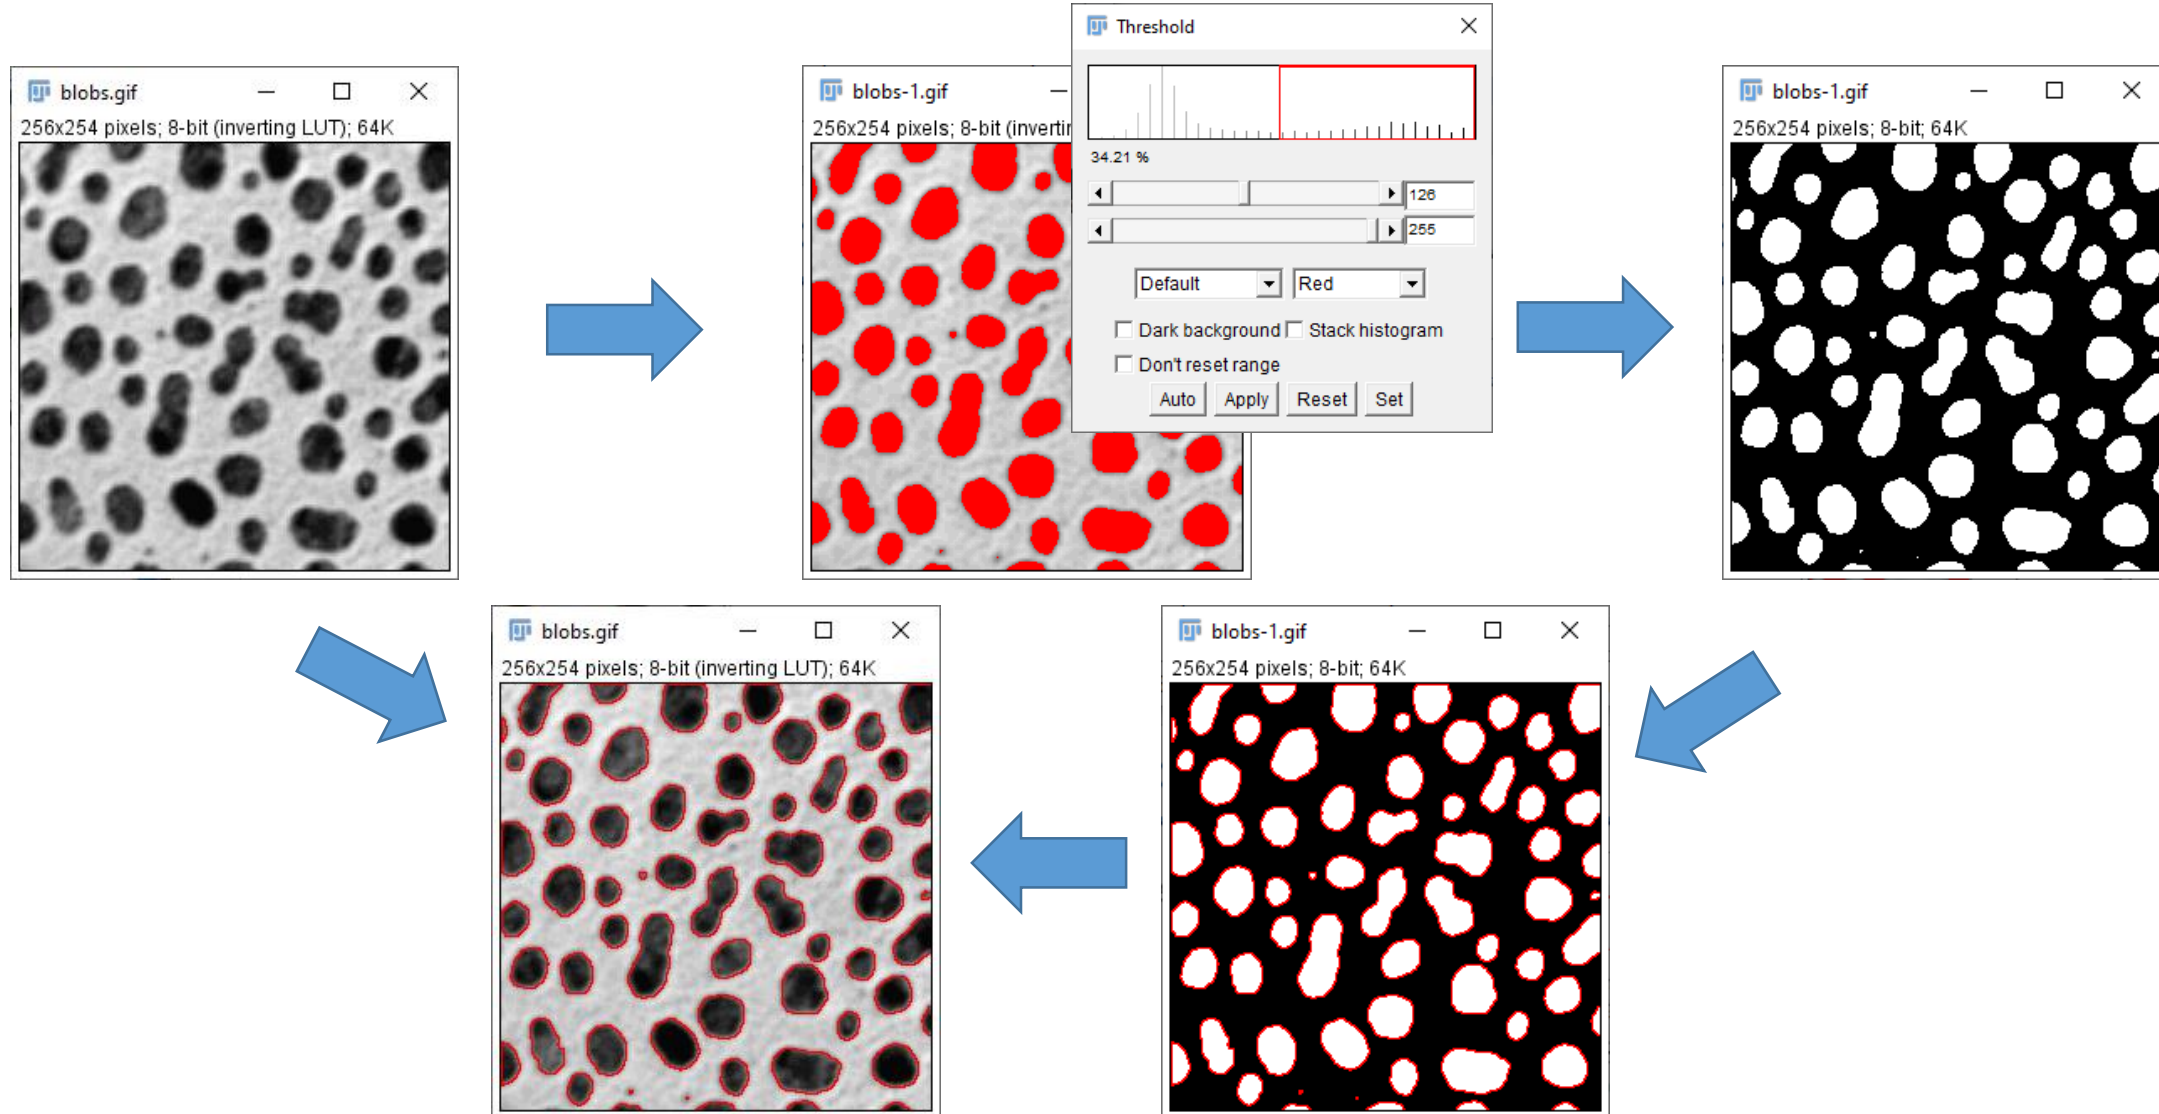 blobs.gif
256x254 pixels; 8-bit (inverting LUT); 64K
blobs-1.gif
256x254 pixels; 8-bit (invertin
Threshold
34.21 %
126
255
Default
Red
Dark background
Stack histogram
Don't reset range
Auto
Apply
Reset
Set
blobs-1.gif
256x254 pixels; 8-bit; 64K
blobs.gif
256x254 pixels; 8-bit (inverting LUT); 64K
blobs-1.gif
256x254 pixels; 8-bit; 64K